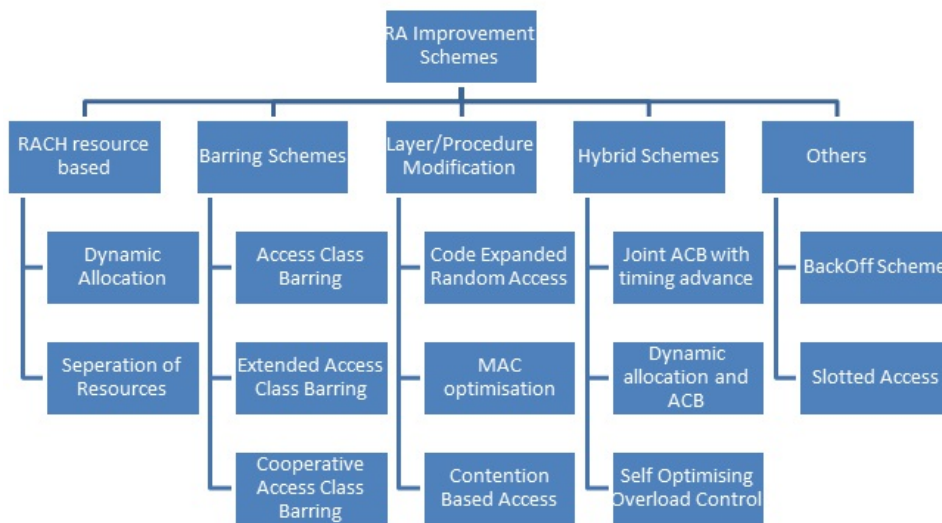 RA Improvement
Schemes
RACH resource
based
Barring Schemes
Layer/Procedure
Modification
Hybrid Schemes
Others
Dynamic
Allocation
Seperation of
Resources
Access Class
Barring
Extended Access
Class Barring
Cooperative
Access Class
Barring
Code Expanded
Random Access
MAC
optimisation
Contention
Based Access
Joint ACB with
timing advance
Dynamic
allocation and
ACB
Self Optimising
Overload Control
BackOff Scheme
Slotted Access